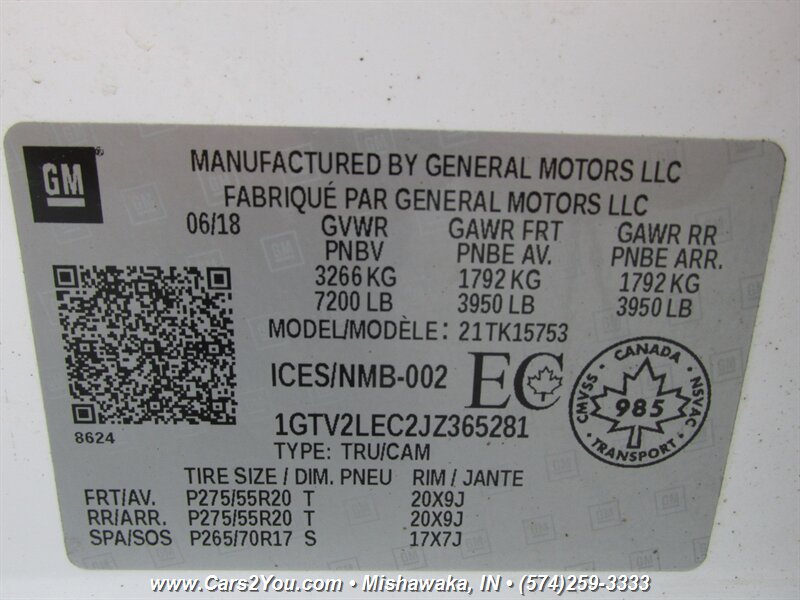 GM
MANUFACTURED BY GENERAL MOTORS LLC
FABRIQUÉ PAR GENERAL MOTORS LLC
06/18 GVWR GAWR FRT GAWR RR
PNBV PNBE AV. PNBE ARR.
3266 KG 1792 KG 1792 KG
7200 LB 3950 LB 3950 LB
MODEL/MODÈLE: 21TK15753
ICES/NMB-002 EC
CANADA
CMVSS 985 NSVAC
TRANSPORT
8624
1GTV2LEC2JZ365281
TYPE: TRU/CAM
TIRE SIZE / DIM. PNEU RIM / JANTE
FRT/AV. P275/55R20 T 20X9J
RR/ARR. P275/55R20 T 20X9J
SPA/SOS P265/70R17 S 17X7J
www.Cars2You.com • Mishawaka, IN • (574)259-3333